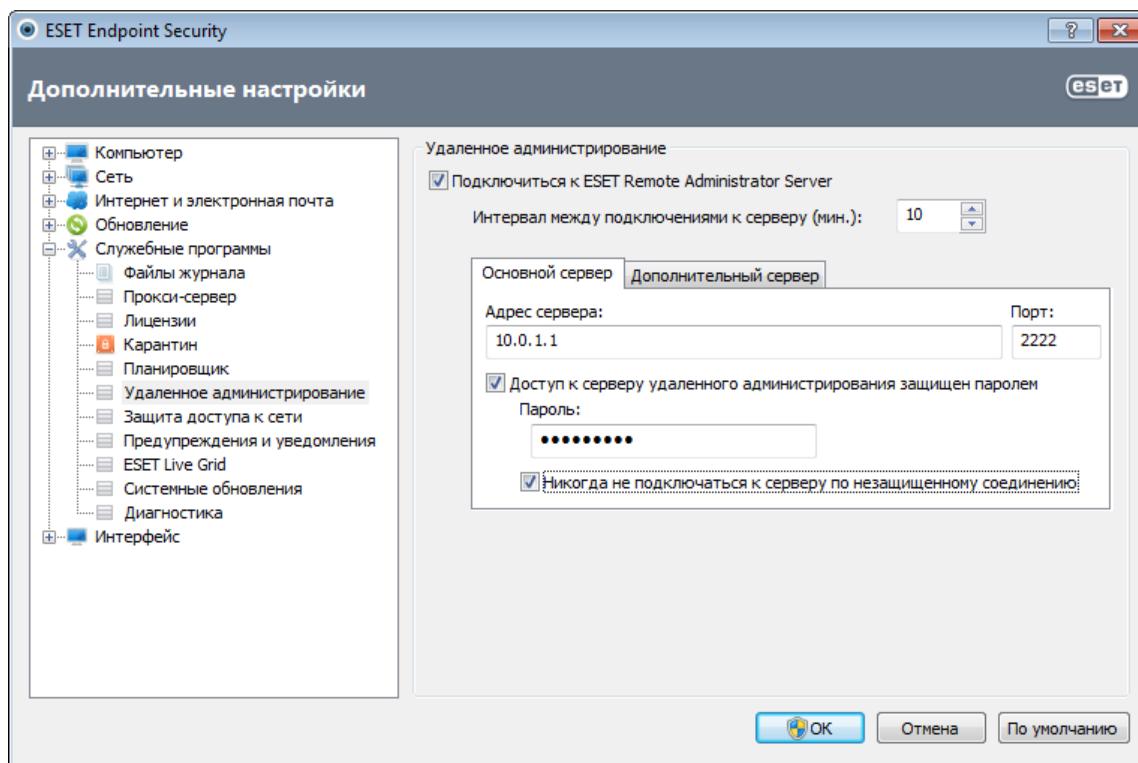 ESET Endpoint Security
Дополнительные настройки
eseT
Компьютер
Сеть
Интернет и электронная почта
Обновление
Служебные программы
Файлы журнала
Прокси-сервер
Лицензии
Карантин
Планировщик
Удаленное администрирование
Защита доступа к сети
Предупреждения и уведомления
ESET Live Grid
Системные обновления
Диагностика
Интерфейс
Удаленное администрирование
Подключиться к ESET Remote Administrator Server
Интервал между подключениями к серверу (мин.): 10
Основной сервер Дополнительный сервер
Адрес сервера: Порт:
10.0.1.1 2222
Доступ к серверу удаленного администрирования защищен паролем
Пароль:
•••••••••
Никогда не подключаться к серверу по незащищенному соединению
OK Отмена По умолчанию